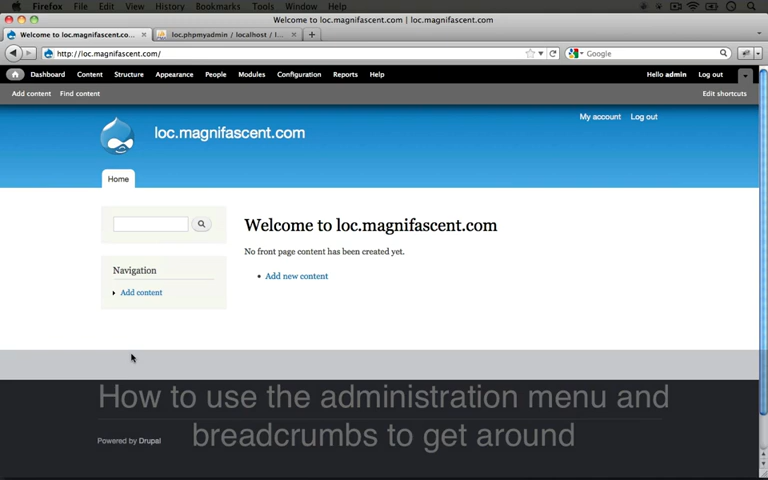 Firefox File Edit View History Bookmarks Tools Window Help
Welcome to loc.magnifascent.com | loc.magnifascent.com
Welcome to loc.magnifascent.com ... loc.phpmyadmin / localhost / l...
http://loc.magnifascent.com/ Google
Dashboard Content Structure Appearance People Modules Configuration Reports Help Hello admin Log out
Add content Find content Edit shortcuts
My account Log out
loc.magnifascent.com
Home
Welcome to loc.magnifascent.com
No front page content has been created yet.
Navigation
Add new content
Add content
How to use the administration menu and
breadcrumbs to get around
Powered by Drupal